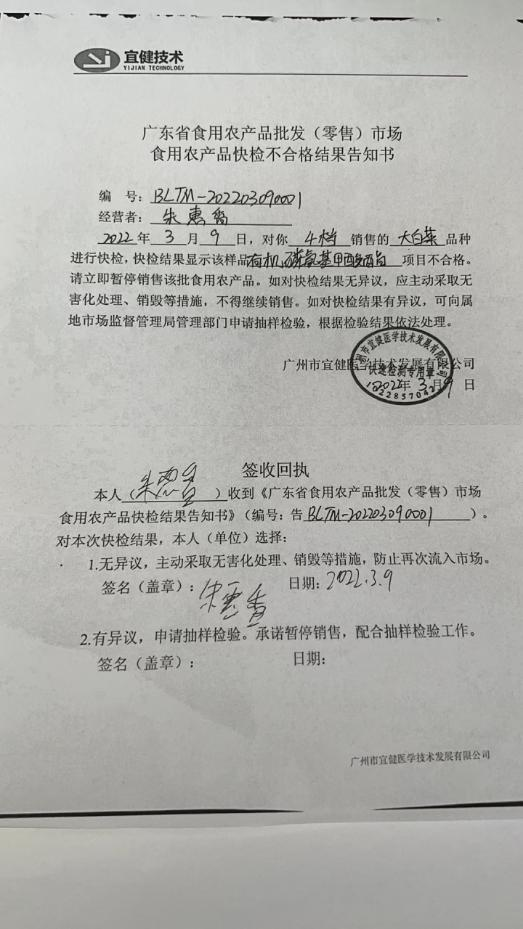 宜健技术
YIJIAN TECHNOLOGY
广东省食用农产品批发（零售）市场
食用农产品快检不合格结果告知书
编 号：BLTM-202203090001
经营者：朱惠香
2022年 3 月 9 日，对你 4档 销售的 大白菜 品种
进行快检，快检结果显示该样品有机磷氨基甲酸酯 项目不合格。
请立即暂停销售该批食用农产品。如对快检结果无异议，应主动采取无
害化处理、销毁等措施，不得继续销售。如对快检结果有异议，可向属
地市场监督管理局管理部门申请抽样检验，根据检验结果依法处理。
广州市宜健医学技术发展有限公司
快速检测专用章
2022年 3月 9 日
签收回执
本人（朱惠香）收到《广东省食用农产品批发（零售）市场
食用农产品快检结果告知书》（编号：告BLTM-202203090001）。
对本次快检结果，本人（单位）选择：
1.无异议，主动采取无害化处理、销毁等措施，防止再次流入市场。
签名（盖章）：朱惠香 日期：2022.3.9
2.有异议，申请抽样检验。承诺暂停销售，配合抽样检验工作。
签名（盖章）： 日期：
广州市宜健医学技术发展有限公司